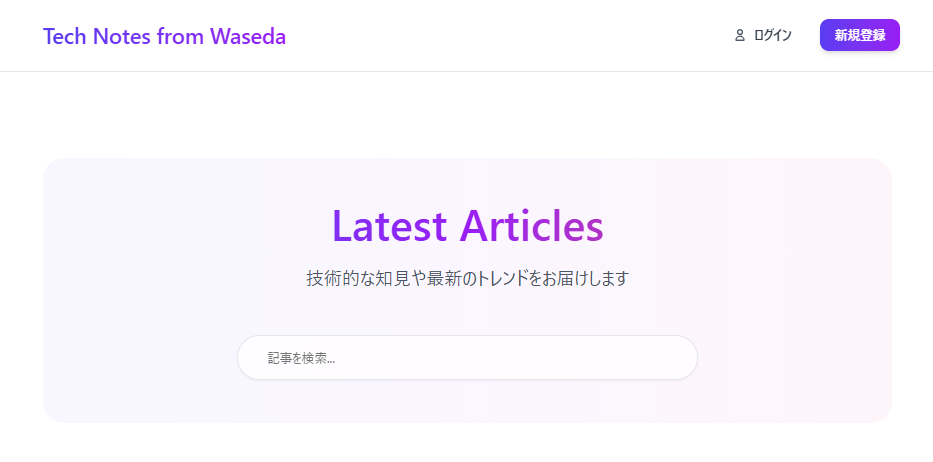 Tech Notes from Waseda
ログイン
新規登録
Latest Articles
技術的な知見や最新のトレンドをお届けします
記事を検索...